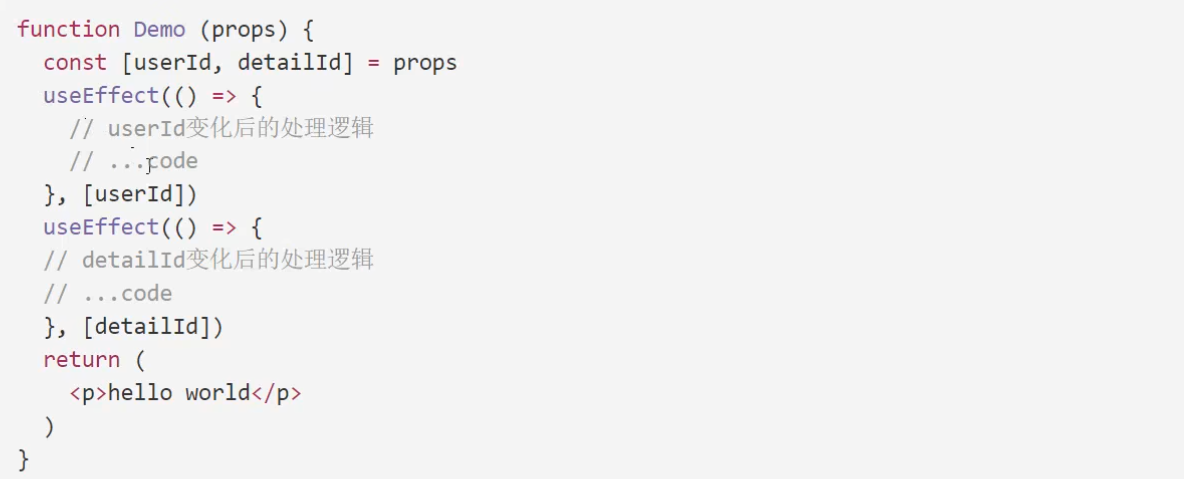 function Demo (props) {
  const [userId, detailId] = props
  useEffect(() => {
    // userId变化后的处理逻辑
    // ...code
  }, [userId])
  useEffect(() => {
  // detailId变化后的处理逻辑
  // ...code
  }, [detailId])
  return (
    <p>hello world</p>
  )
}